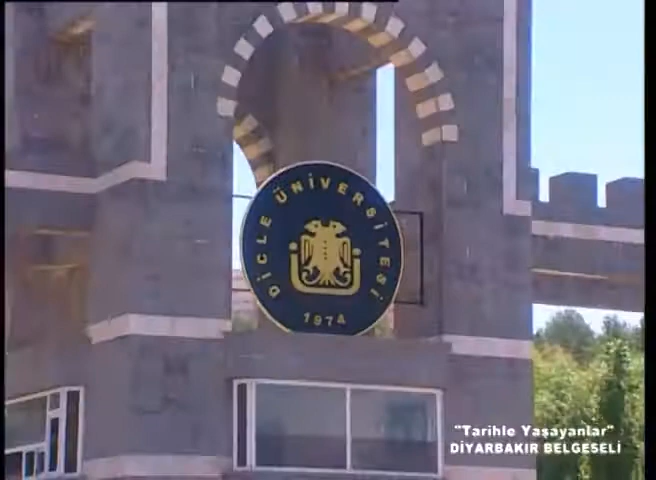 DİCLE ÜNİVERSİTESİ
1974
"Tarihle Yaşayanlar"
DİYARBAKIR BELGESELİ